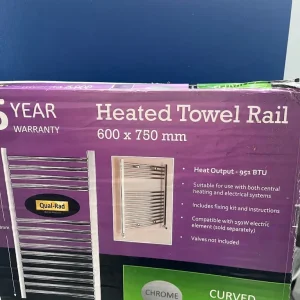 5 YEAR
WARRANTY
Heated Towel Rail
600 x 750 mm
Qual-Rad
• Heat Output - 951 BTU
• Suitable for use with both central
heating and electrical systems
• Includes fixing kit and instructions
• Compatible with 150W electric
element (sold separately)
• Valves not included
CHROME
CURVED